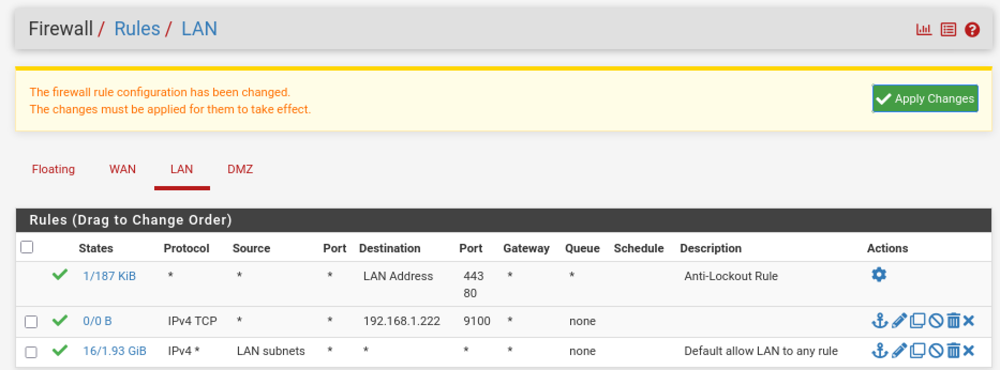 Firewall / Rules / LAN
The firewall rule configuration has been changed.
The changes must be applied for them to take effect.
Apply Changes
Floating WAN LAN DMZ
Rules (Drag to Change Order)
States Protocol Source Port Destination Port Gateway Queue Schedule Description Actions
1/187 KiB * * * LAN Address 443 * * Anti-Lockout Rule
80
0/0 B IPv4 TCP * * 192.168.1.222 9100 * none
16/1.93 GiB IPv4 * LAN subnets * * * * none Default allow LAN to any rule